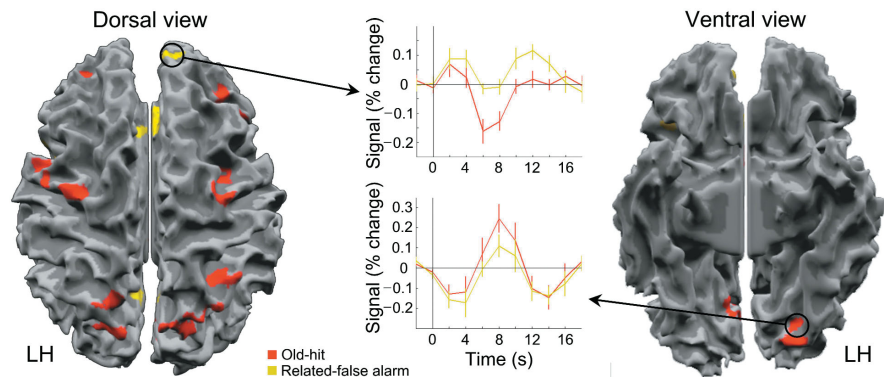 Dorsal view
Ventral view
Signal (% change)
0.1
0
−0.1
−0.2
0 4 8 12 16
Signal (% change)
0.3
0.2
0.1
0
−0.1
−0.2
0 4 8 12 16
Time (s)
LH
LH
Old-hit
Related-false alarm